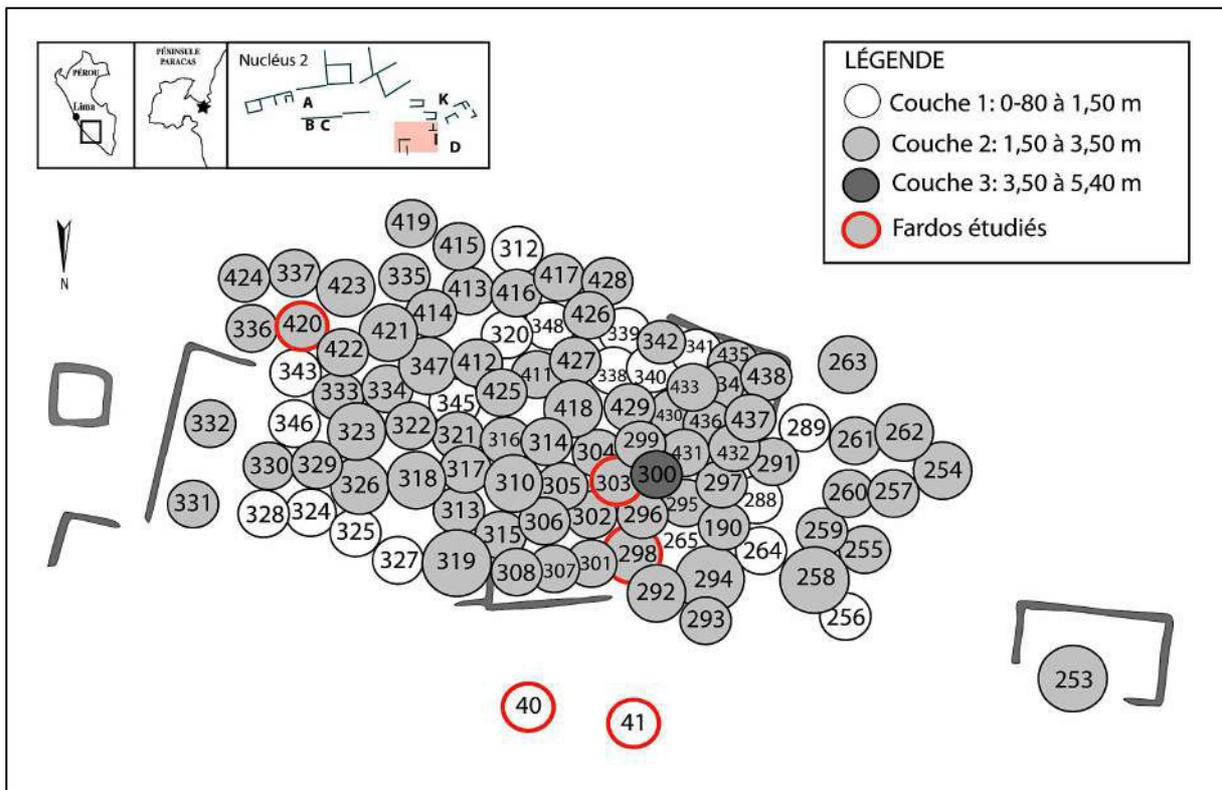 PÉROU
Lima
PÉNINSULE
PARACAS
Nucléus 2
A
B C
K
I
D
LÉGENDE
Couche 1: 0-80 à 1,50 m
Couche 2: 1,50 à 3,50 m
Couche 3: 3,50 à 5,40 m
Fardos étudiés
N
419
415
312
424 337 423 335 413 416 417 428
336 420 421 414 320 348 426 339 342 341 263
422 347 412 411 427 338 340 435
343 333 334 345 425 418 429 433 34 438
332 346 323 322 321 316 314 299 430 436 437 289 261 262
330 329 326 318 317 310 305 304 303 300 431 432 291 254
331 328 324 325 313 306 302 296 295 297 288 260 257
327 319 315 308 307 301 298 265 190 264 259 255
292 294 258
293 256
253
40
41